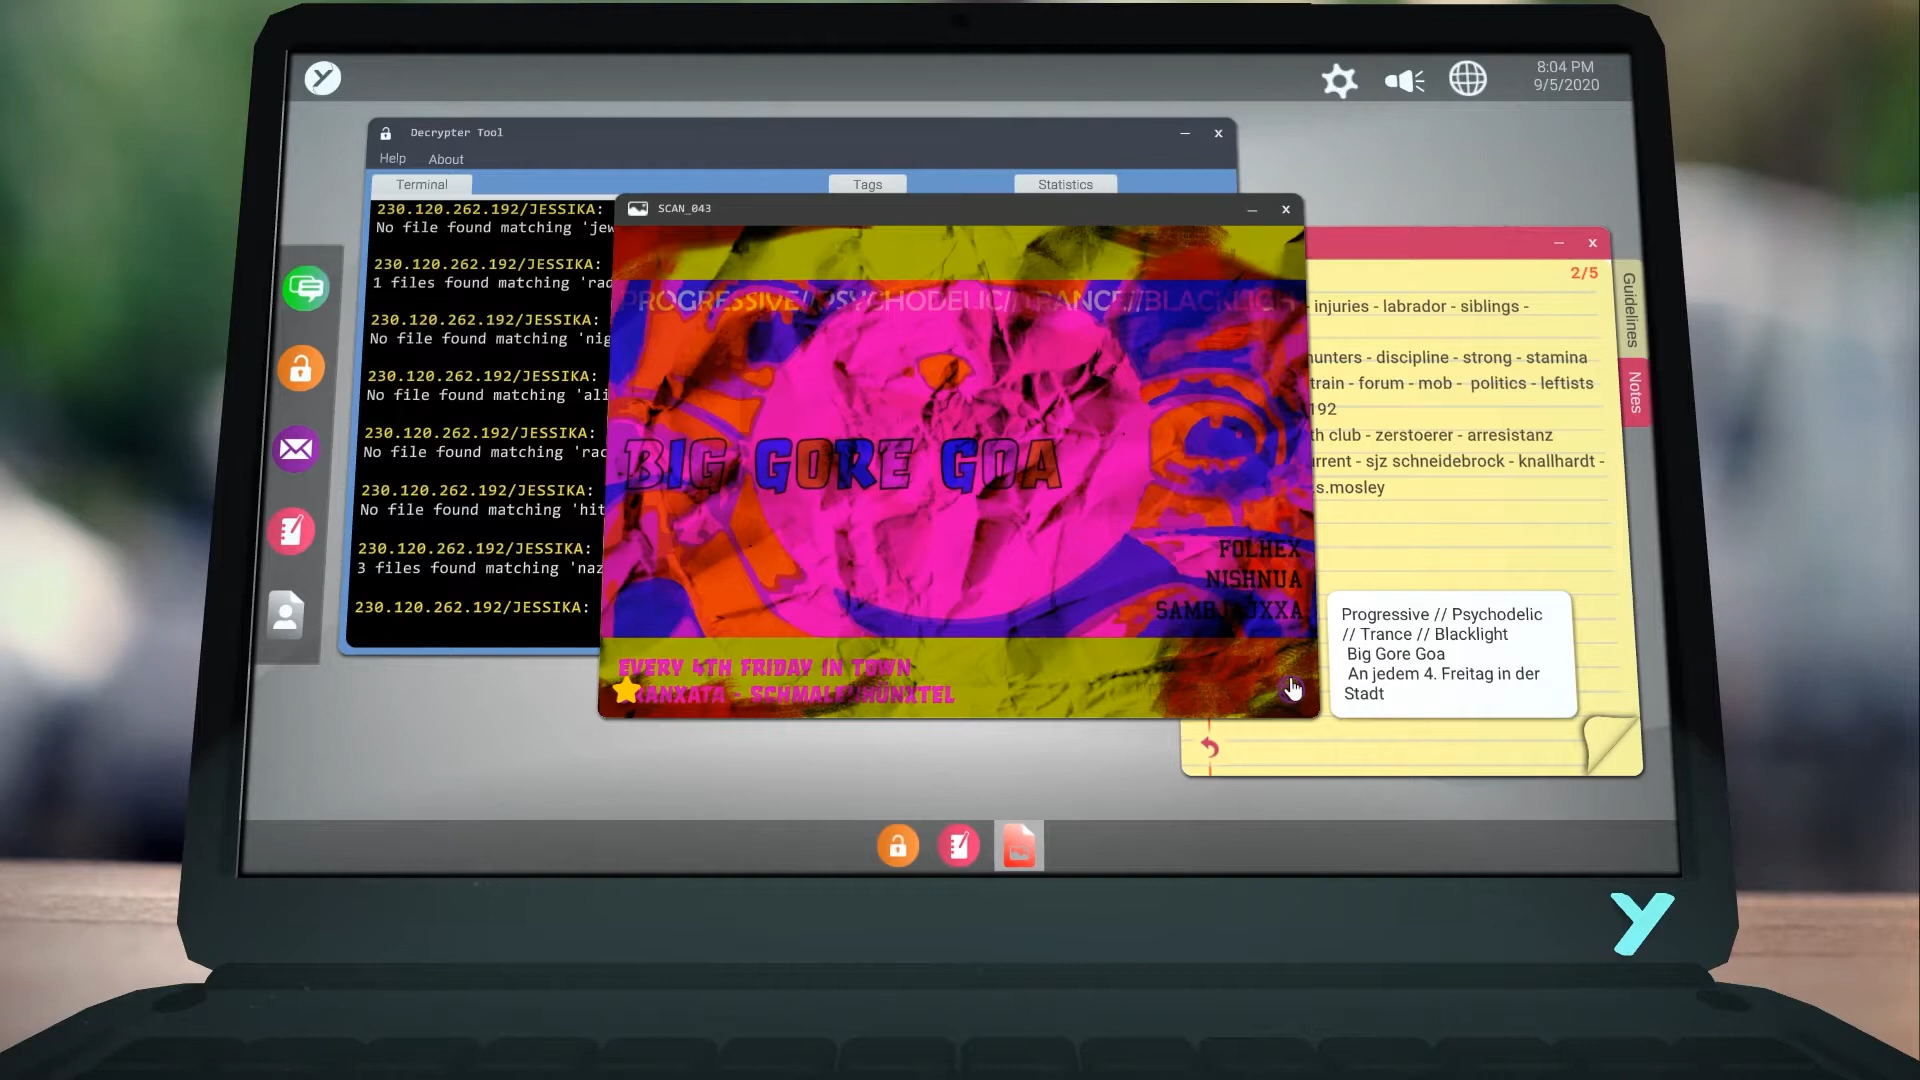 8:04 PM
9/5/2020
Decrypter Tool
Help About
Terminal Tags Statistics
230.120.262.192/JESSIKA:
No file found matching 'jew
230.120.262.192/JESSIKA:
1 files found matching 'rad
230.120.262.192/JESSIKA:
No file found matching 'nig
230.120.262.192/JESSIKA:
No file found matching 'ali
230.120.262.192/JESSIKA:
No file found matching 'rac
230.120.262.192/JESSIKA:
No file found matching 'hit
230.120.262.192/JESSIKA:
3 files found matching 'naz
230.120.262.192/JESSIKA:
SCAN_043
PROGRESSIVE//PSYCHODELIC//TRANCE//BLACKLIGH
BIG GORE GOA
FOLHEX
NISHNUA
EVERY 4TH FRIDAY IN TOWN
2/5
- injuries - labrador - siblings -
hunters - discipline - strong - stamina
train - forum - mob - politics - leftists
192
th club - zerstoerer - arresistanz
rrent - sjz schneidebrock - knallhardt -
s.mosley
Guidelines
Notes
Progressive // Psychodelic
// Trance // Blacklight
Big Gore Goa
An jedem 4. Freitag in der
Stadt